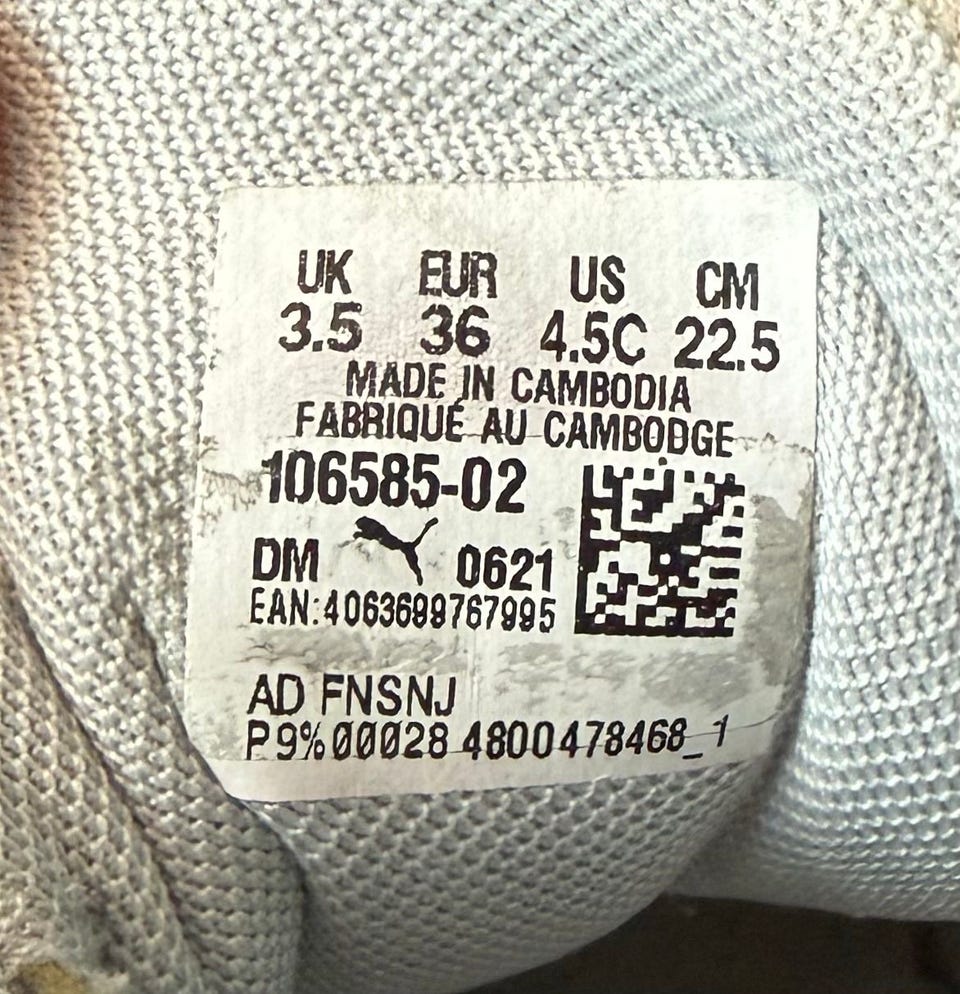 UK EUR US CM
3.5 36 4.5C 22.5
MADE IN CAMBODIA
FABRIQUÉ AU CAMBODGE
106585-02
DM 0621
EAN:4063699767995
AD FNSNJ
P9%00028 4800478468_1